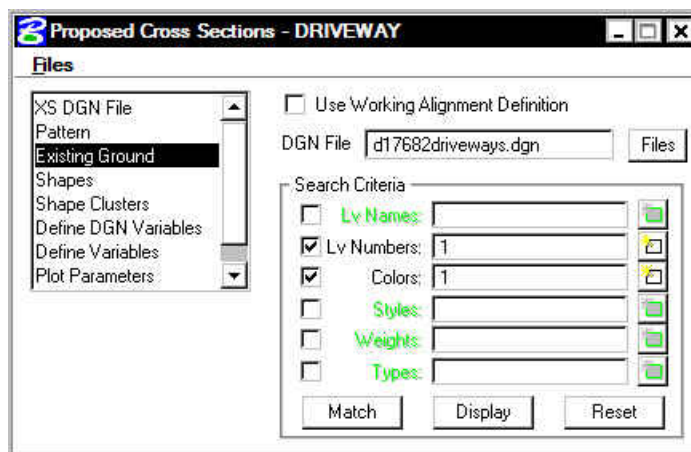 Proposed Cross Sections - DRIVEWAY
Files
XS DGN File
Pattern
Existing Ground
Shapes
Shape Clusters
Define DGN Variables
Define Variables
Plot Parameters
Use Working Alignment Definition
DGN File d17682driveways.dgn Files
Search Criteria
Lv Names:
Lv Numbers: 1
Colors: 1
Styles:
Weights:
Types:
Match Display Reset